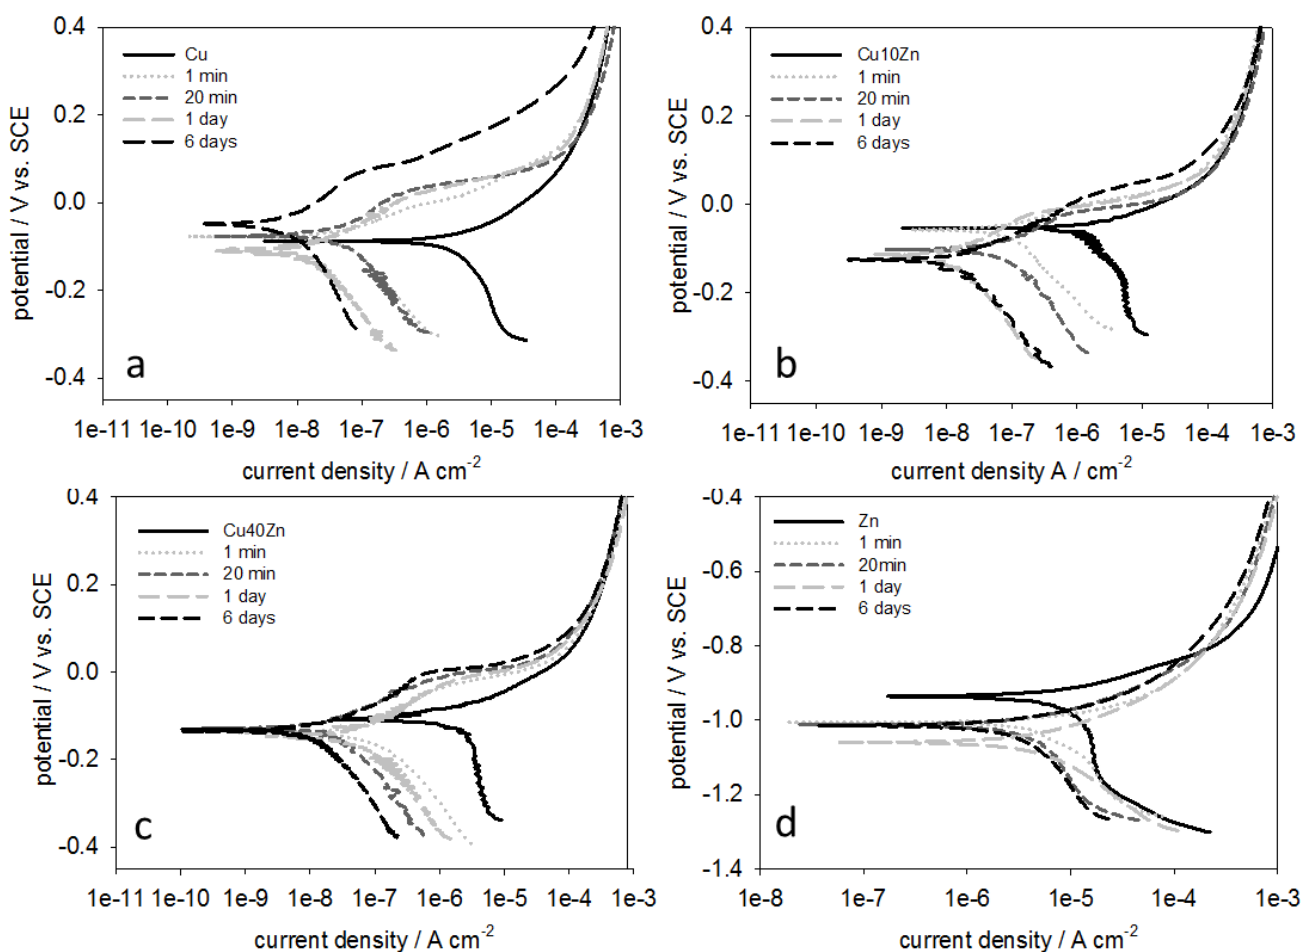 0.4
0.2
0.0
-0.2
-0.4
potential / V vs. SCE
Cu
1 min
20 min
1 day
6 days
a
1e-11 1e-10 1e-9 1e-8 1e-7 1e-6 1e-5 1e-4 1e-3
current density / A cm-2
0.4
0.2
0.0
-0.2
-0.4
potential / V vs. SCE
Cu10Zn
1 min
20 min
1 day
6 days
b
1e-11 1e-10 1e-9 1e-8 1e-7 1e-6 1e-5 1e-4 1e-3
current density A / cm-2
0.4
0.2
0.0
-0.2
-0.4
potential / V vs. SCE
Cu40Zn
1 min
20 min
1 day
6 days
c
1e-11 1e-10 1e-9 1e-8 1e-7 1e-6 1e-5 1e-4 1e-3
current density / A cm-2
-0.4
-0.6
-0.8
-1.0
-1.2
-1.4
potential / V vs. SCE
Zn
1 min
20min
1 day
6 days
d
1e-8 1e-7 1e-6 1e-5 1e-4 1e-3
current density / A cm-2